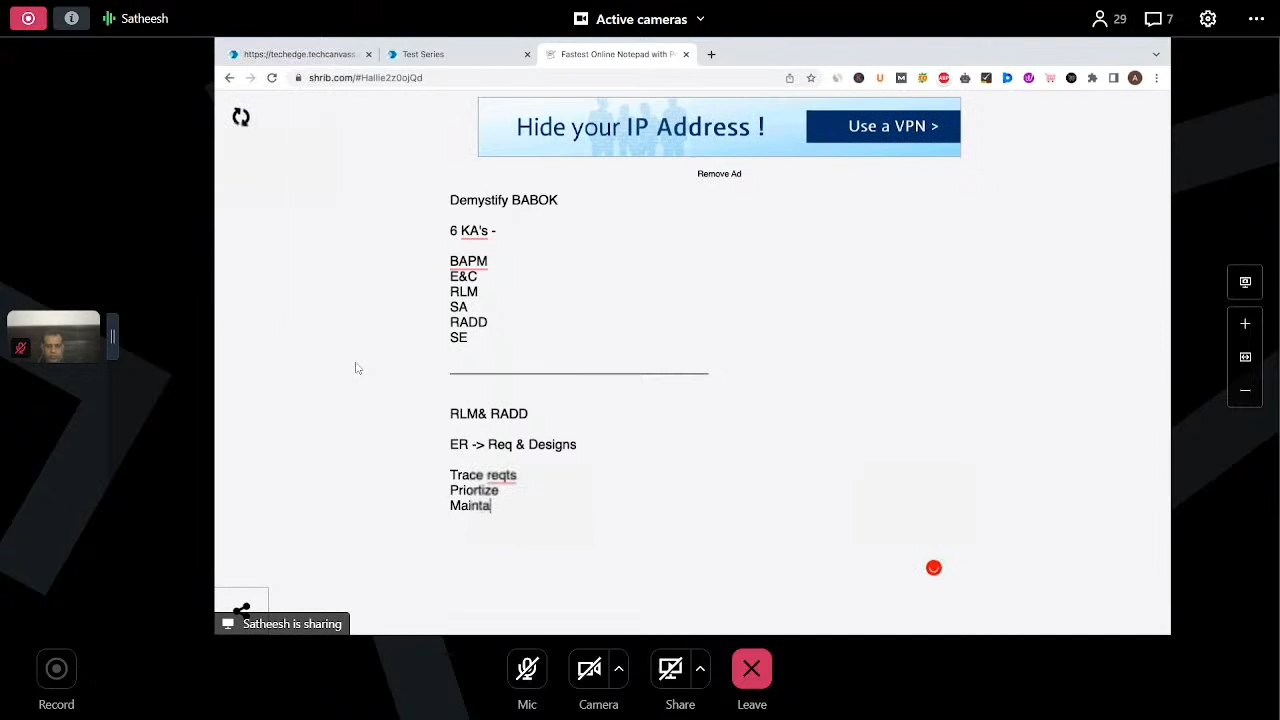 Satheesh
Active cameras
29
7
https://techedge.techcanvass
Test Series
Fastest Online Notepad with P
shrib.com/#Hallie2z0ojQd
Hide your IP Address !
Use a VPN >
Remove Ad
Demystify BABOK
6 KA's -
BAPM
E&C
RLM
SA
RADD
SE
RLM& RADD
ER -> Req & Designs
Trace reqts
Priortize
Mainta
Satheesh is sharing
Record
Mic
Camera
Share
Leave